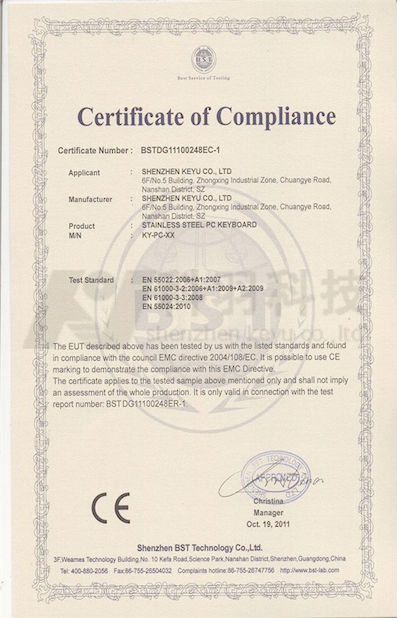 BST
Best Service of Testing
Certificate of Compliance
Certificate Number : BSTDG11100248EC-1
Applicant : SHENZHEN KEYU CO., LTD
6F/No.5 Building, Zhongxing Industrial Zone, Chuangye Road,
Nanshan District, SZ
Manufacturer : SHENZHEN KEYU CO., LTD
6F/No.5 Building, Zhongxing Industrial Zone, Chuangye Road,
Nanshan District, SZ
Product : STAINLESS STEEL PC KEYBOARD
M/N : KY-PC-XX
Test Standard : EN 55022:2006+A1:2007
EN 61000-3-2:2006+A1:2009+A2:2009
EN 61000-3-3:2008
EN 55024:2010
羽科技
BST
shenzhen keyu co. ltd
The EUT described above has been tested by us with the listed standards and found
in compliance with the council EMC directive 2004/108/EC. It is possible to use CE
marking to demonstrate the compliance with this EMC Directive.
The certificate applies to the tested sample above mentioned only and shall not imply
an assessment of the whole production. It is only valid in connection with the test
report number: BSTDG11100248ER-1.
APPROVED
CE
Christina
Manager
Oct. 19, 2011
Shenzhen BST Technology Co.,Ltd.
3F,Weames Technology Building,No. 10 Kefa Road,Science Park,Nanshan District,Shenzhen,Guangdong,China
Tel: 400-880-2056 Fax:86-755-26504032 Complaints hotline:86-755-26747756 http://www.bst-lab.com